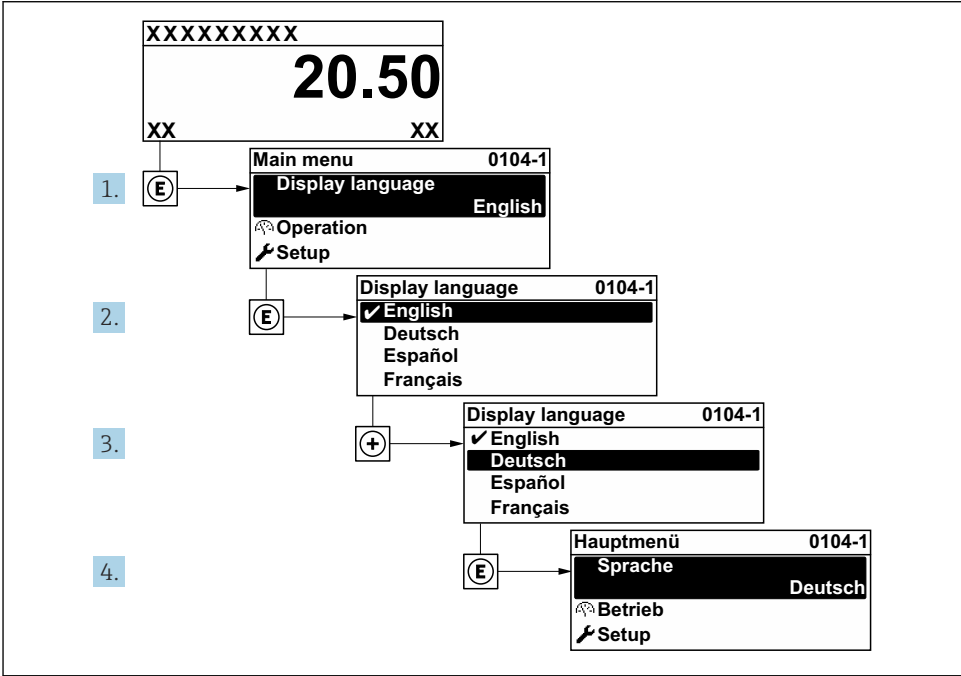 XXXXXXXXX
20.50
XX XX
1. E
Main menu 0104-1
Display language
English
Operation
Setup
2. E
Display language 0104-1
✔English
Deutsch
Español
Français
3. +
Display language 0104-1
✔English
Deutsch
Español
Français
4. E
Hauptmenü 0104-1
Sprache
Deutsch
Betrieb
Setup